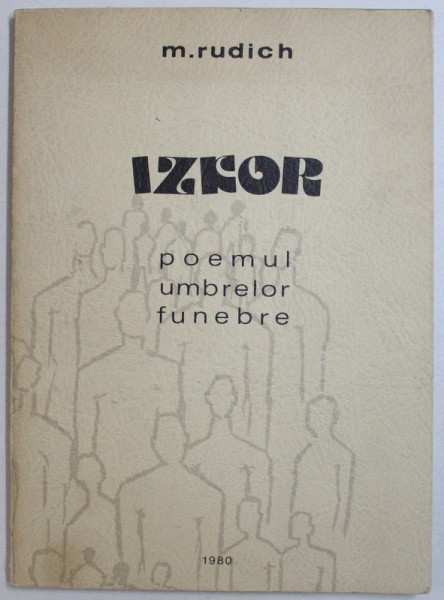 m.rudich
IZKOR
poemul
umbrelor
funebre
1980